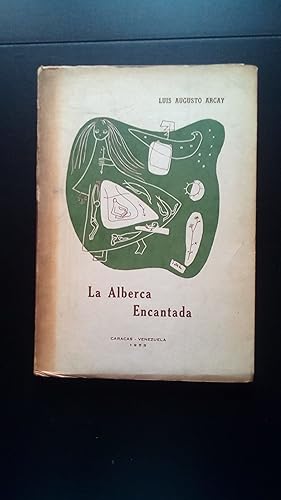 LUIS AUGUSTO ARCAY
La Alberca
Encantada
CARACAS - VENEZUELA